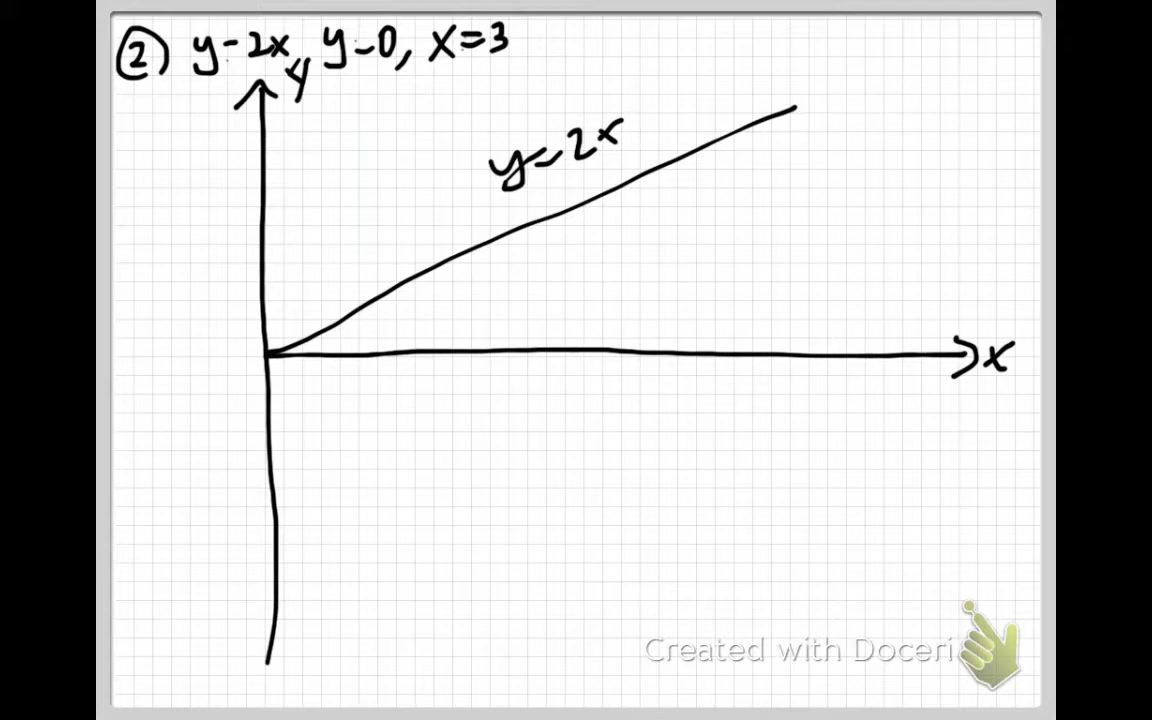 ② y=2x, y=0, x=3
y
y=2x
x
Created with Doceri